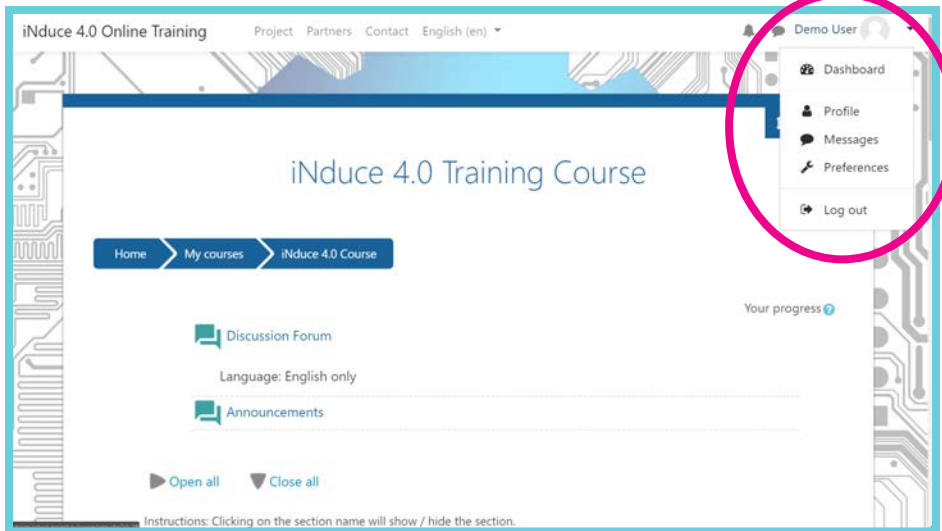 iNduce 4.0 Online Training Project Partners Contact English (en) Demo User
Dashboard
Profile
Messages
Preferences
Log out
iNduce 4.0 Training Course
Home My courses iNduce 4.0 Course
Your progress
Discussion Forum
Language: English only
Announcements
Open all Close all
Instructions: Clicking on the section name will show / hide the section.